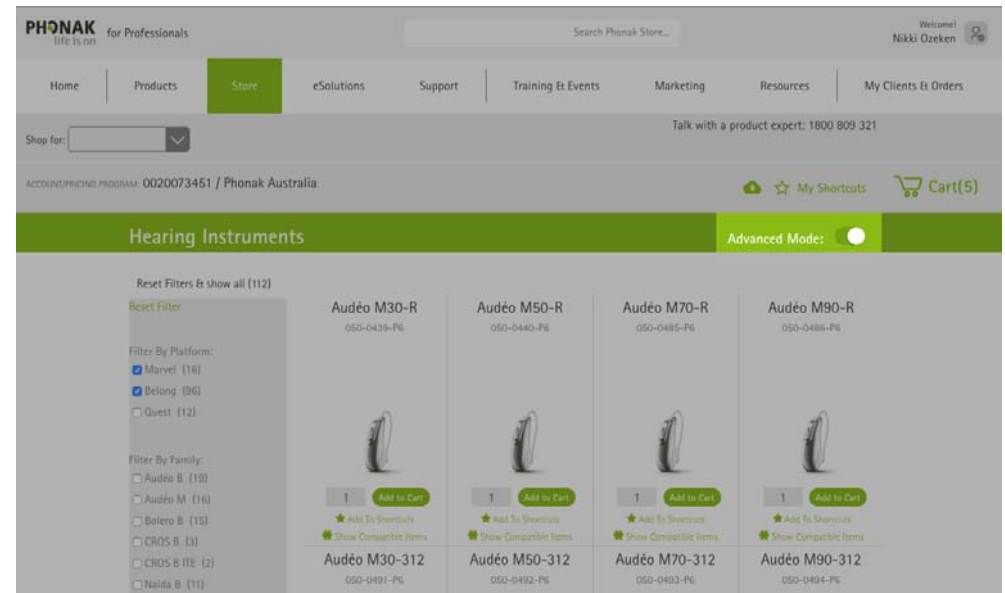 PHONAK
life is on
for Professionals
Search Phonak Store...
Welcome!
Nikki Ozeken
Home
Products
Store
eSolutions
Support
Training & Events
Marketing
Resources
My Clients & Orders
Shop for:
Talk with a product expert: 1800 809 321
ACCOUNT/PRICING PROGRAM: 0020073451 / Phonak Australia
My Shortcuts
Cart(5)
Hearing Instruments
Advanced Mode:
Reset Filters & show all (112)
Reset Filter
Filter By Platform:
Marvel (16)
Belong (96)
Quest (12)
Filter By Family:
Audéo B (19)
Audéo M (16)
Bolero B (15)
CROS B (3)
CROS B ITE (2)
Naída B (11)
Audéo M30-R
050-0439-P6
1
Add to Cart
Add To Shortcuts
Show Compatible Items
Audéo M50-R
050-0440-P6
1
Add to Cart
Add To Shortcuts
Show Compatible Items
Audéo M70-R
050-0485-P6
1
Add to Cart
Add To Shortcuts
Show Compatible Items
Audéo M90-R
050-0486-P6
1
Add to Cart
Add To Shortcuts
Show Compatible Items
Audéo M30-312
050-0491-P6
Audéo M50-312
050-0492-P6
Audéo M70-312
050-0493-P6
Audéo M90-312
050-0494-P6